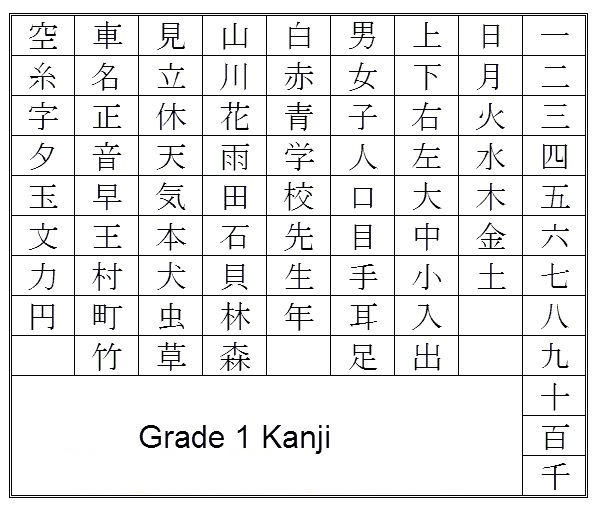 空 車 見 山 白 男 上 日 一
糸 名 立 川 赤 女 下 月 二
字 正 休 花 青 子 右 火 三
夕 音 天 雨 学 人 左 水 四
玉 早 気 田 校 口 大 木 五
文 王 本 石 先 目 中 金 六
力 村 犬 貝 生 手 小 土 七
円 町 虫 林 年 耳 入 八
竹 草 森 足 出 九
十
Grade 1 Kanji 百
千